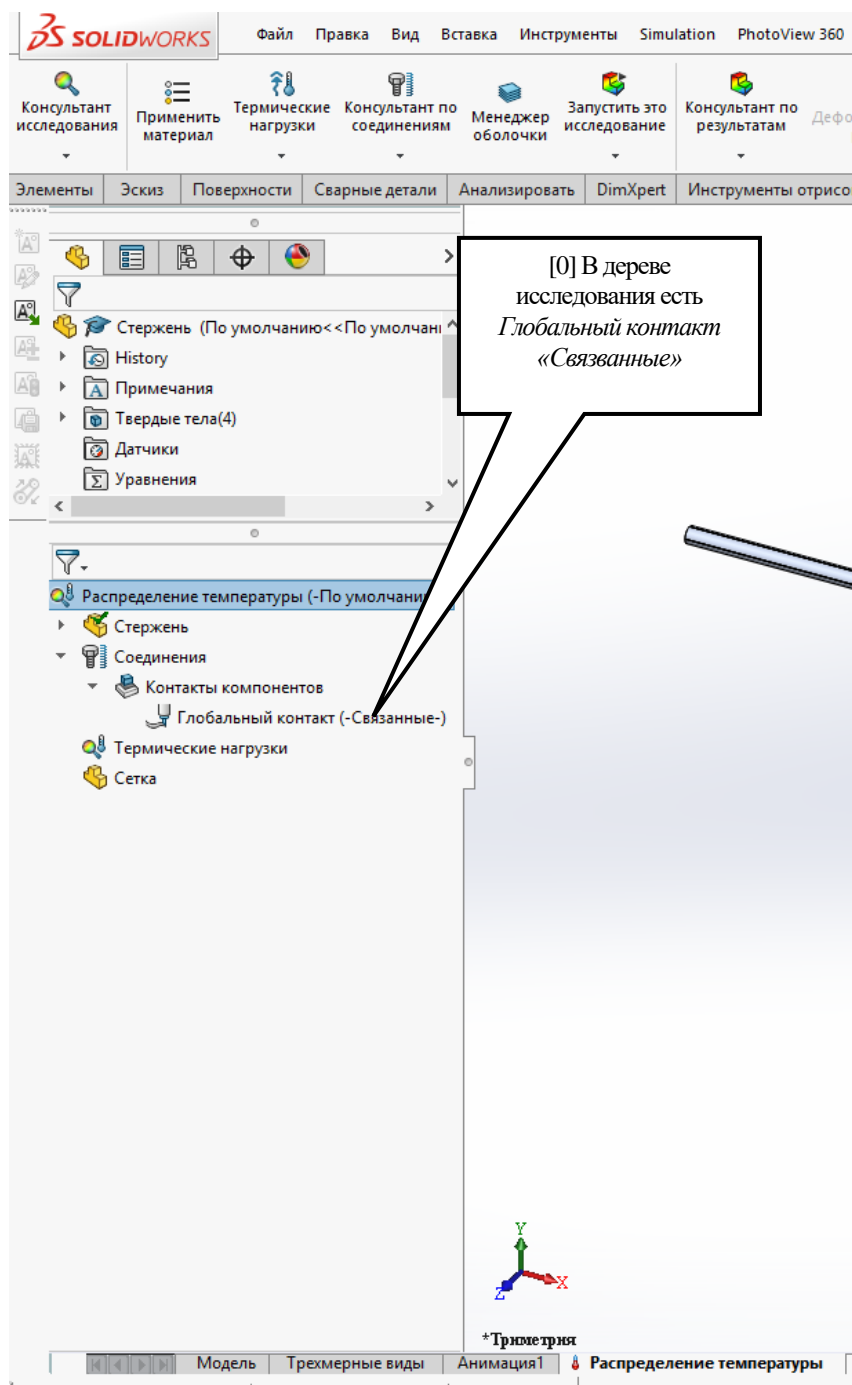 SOLIDWORKS Файл Правка Вид Вставка Инструменты Simulation PhotoView 360
Консультант исследования
Применить материал
Термические нагрузки
Консультант по соединениям
Менеджер оболочки
Запустить это исследование
Консультант по результатам
Дефо
Элементы Эскиз Поверхности Сварные детали Анализировать DimXpert Инструменты отрисо
[0] В дереве
исследования есть
Глобальный контакт
«Связванные»
Стержень (По умолчанию<<По умолчани
History
Примечания
Твердые тела(4)
Датчики
Уравнения
Распределение температуры (-По умолчани
Стержень
Соединения
Контакты компонентов
Глобальный контакт (-Связанные-)
Термические нагрузки
Сетка
Y
X
Z
*Триметрия
Модель Трехмерные виды Анимация1 Распределение температуры